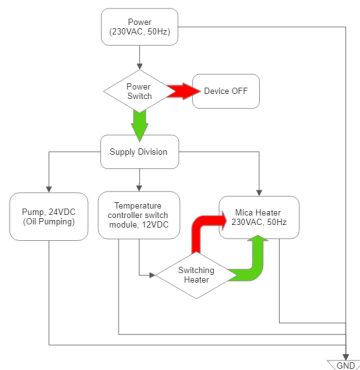 Power
(230VAC, 50Hz)
Power
Switch
Device OFF
Supply Division
Pump, 24VDC
(Oil Pumping)
Temperature
controller switch
module, 12VDC
Mica Heater
230VAC, 50Hz
Switching
Heater
GND